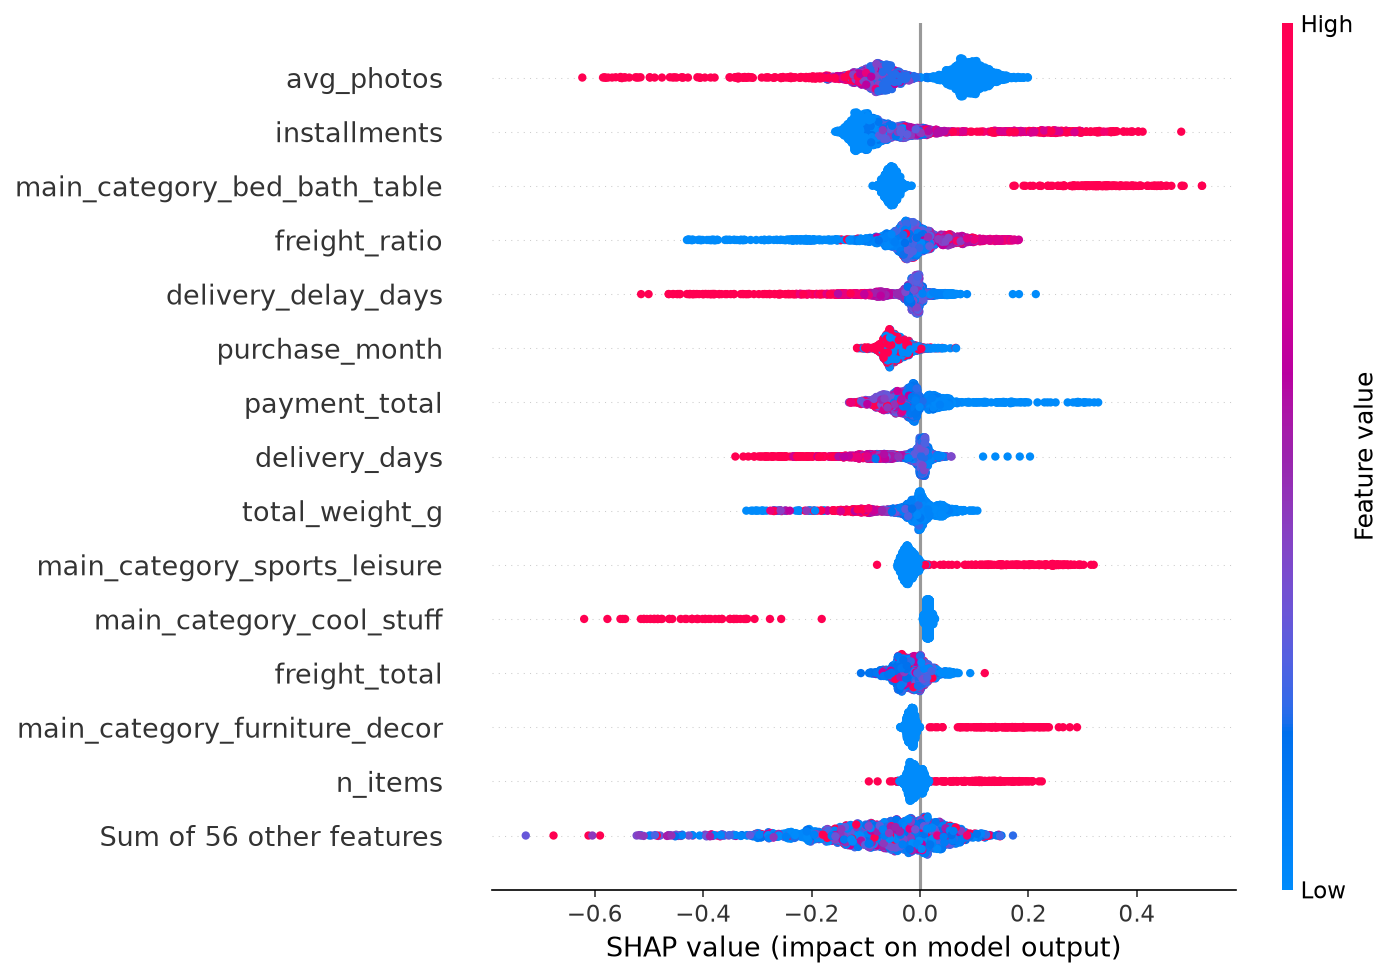 High
avg_photos
installments
main_category_bed_bath_table
freight_ratio
delivery_delay_days
purchase_month
payment_total
delivery_days
total_weight_g
main_category_sports_leisure
main_category_cool_stuff
freight_total
main_category_furniture_decor
n_items
Sum of 56 other features
Feature value
Low
−0.6 −0.4 −0.2 0.0 0.2 0.4
SHAP value (impact on model output)